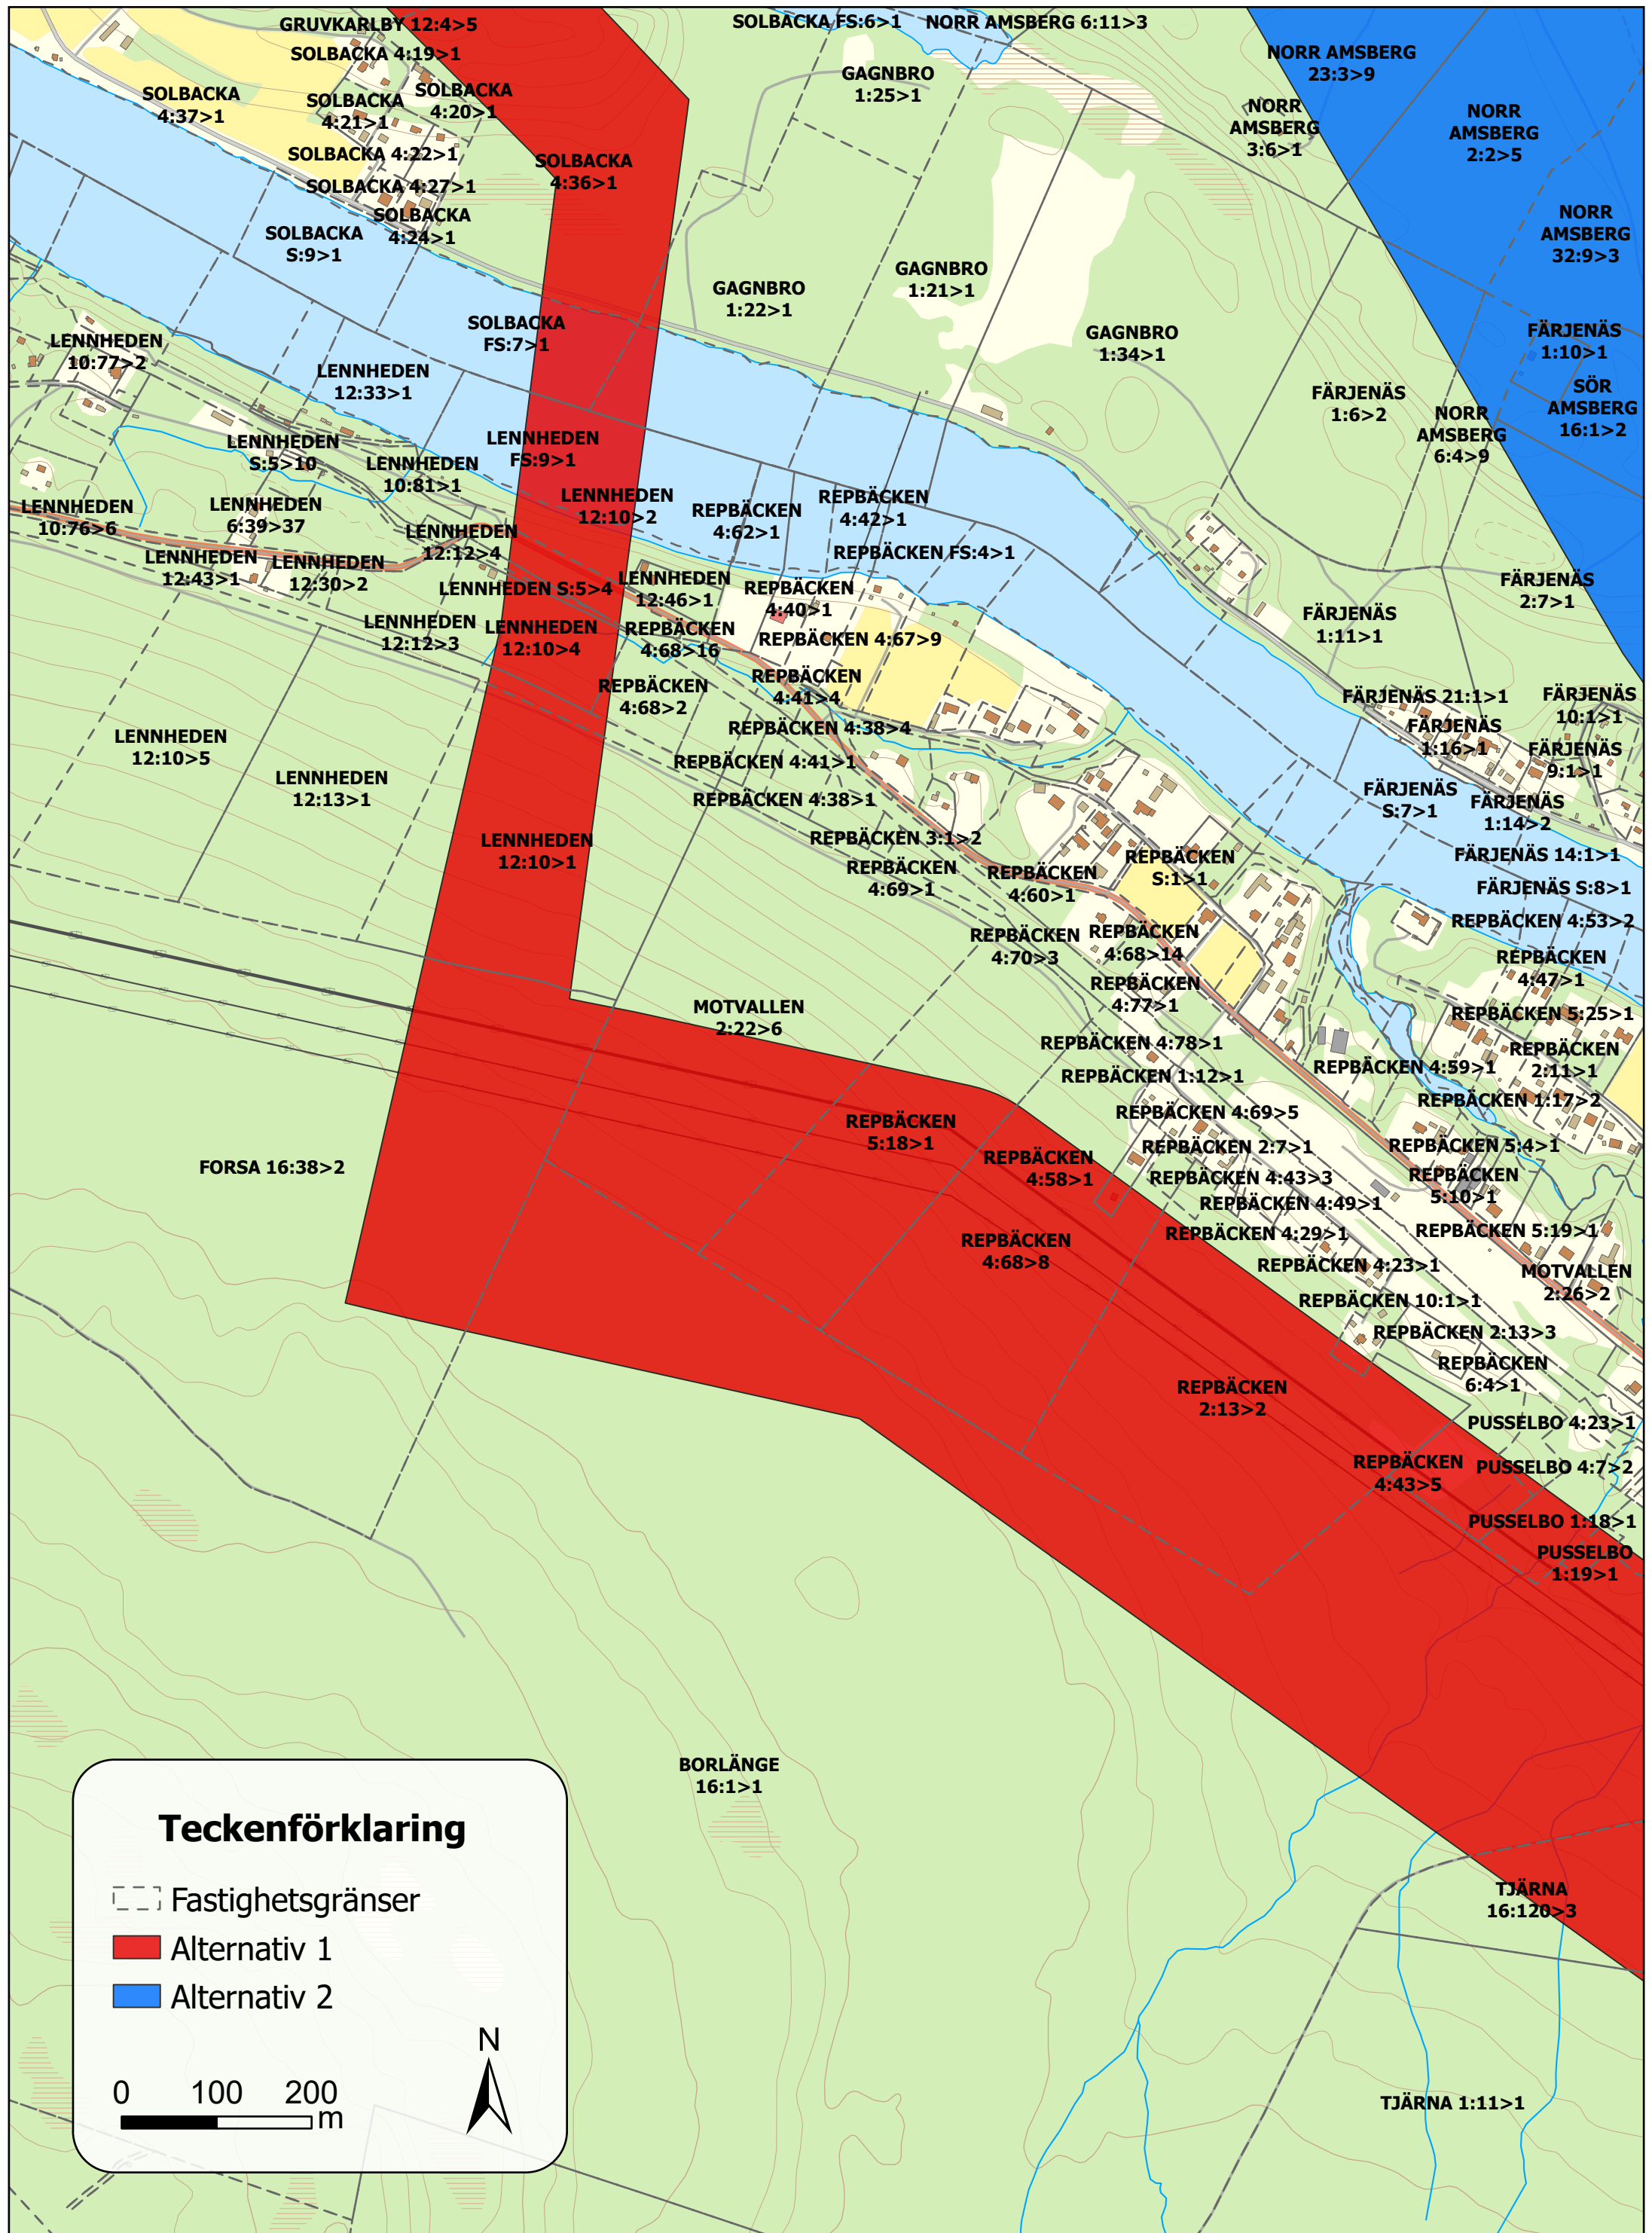 GRUVKARLBY 12:4>5
SOLBACKA FS:6>1
NORR AMSBERG 6:11>3
SOLBACKA 4:19>1
NORR AMSBERG
23:3>9
GAGNBRO
1:25>1
SOLBACKA
4:37>1
SOLBACKA
4:21>1
SOLBACKA
4:20>1
NORR
AMSBERG
3:6>1
NORR
AMSBERG
2:2>5
SOLBACKA 4:22>1
SOLBACKA
4:36>1
SOLBACKA 4:27>1
SOLBACKA
4:24>1
SOLBACKA
S:9>1
NORR
AMSBERG
32:9>3
GAGNBRO
1:22>1
GAGNBRO
1:21>1
SOLBACKA
FS:7>1
GAGNBRO
1:34>1
FÄRJENÄS
1:10>1
LENNHEDEN
10:77>2
LENNHEDEN
12:33>1
FÄRJENÄS
1:6>2
SÖR
AMSBERG
16:1>2
NORR
AMSBERG
6:4>9
LENNHEDEN
S:5>10
LENNHEDEN
FS:9>1
LENNHEDEN
10:81>1
LENNHEDEN
12:10>2
REPBÄCKEN
4:62>1
REPBÄCKEN
4:42>1
LENNHEDEN
10:76>6
LENNHEDEN
6:39>37
LENNHEDEN
12:12>4
REPBÄCKEN FS:4>1
LENNHEDEN
12:43>1
LENNHEDEN
12:30>2
LENNHEDEN S:5>4
LENNHEDEN
12:46>1
REPBÄCKEN
4:40>1
FÄRJENÄS
2:7>1
LENNHEDEN
12:12>3
LENNHEDEN
12:10>4
REPBÄCKEN
4:68>16
REPBÄCKEN 4:67>9
FÄRJENÄS
1:11>1
REPBÄCKEN
4:68>2
REPBÄCKEN
4:41>4
FÄRJENÄS 21:1>1
FÄRJENÄS
10:1>1
REPBÄCKEN 4:38>4
FÄRJENÄS
1:16>1
LENNHEDEN
12:10>5
REPBÄCKEN 4:41>1
FÄRJENÄS
9:1>1
LENNHEDEN
12:13>1
REPBÄCKEN 4:38>1
FÄRJENÄS
S:7>1
FÄRJENÄS
1:14>2
LENNHEDEN
12:10>1
REPBÄCKEN 3:1>2
REPBÄCKEN
4:69>1
REPBÄCKEN
4:60>1
REPBÄCKEN
S:1>1
FÄRJENÄS 14:1>1
FÄRJENÄS S:8>1
REPBÄCKEN 4:53>2
REPBÄCKEN
4:70>3
REPBÄCKEN
4:68>14
REPBÄCKEN
4:47>1
REPBÄCKEN
4:77>1
MOTVALLEN
2:22>6
REPBÄCKEN 5:25>1
REPBÄCKEN 4:78>1
REPBÄCKEN
2:11>1
REPBÄCKEN 4:59>1
REPBÄCKEN 1:12>1
REPBÄCKEN 1:17>2
REPBÄCKEN 4:69>5
REPBÄCKEN
5:18>1
REPBÄCKEN 2:7>1
REPBÄCKEN 5:4>1
REPBÄCKEN
4:58>1
FORSA 16:38>2
REPBÄCKEN 4:43>3
REPBÄCKEN
5:10>1
REPBÄCKEN 4:49>1
REPBÄCKEN 4:29>1
REPBÄCKEN 5:19>1
REPBÄCKEN
4:68>8
REPBÄCKEN 4:23>1
MOTVALLEN
2:26>2
REPBÄCKEN 10:1>1
REPBÄCKEN 2:13>3
REPBÄCKEN
6:4>1
REPBÄCKEN
2:13>2
PUSSELBO 4:23>1
REPBÄCKEN
4:43>5
PUSSELBO 4:7>2
PUSSELBO 1:18>1
PUSSELBO
1:19>1
BORLÄNGE
16:1>1
TJÄRNA
16:120>3
TJÄRNA 1:11>1
Teckenförklaring
Fastighetsgränser
Alternativ 1
Alternativ 2
N
0 100 200
m